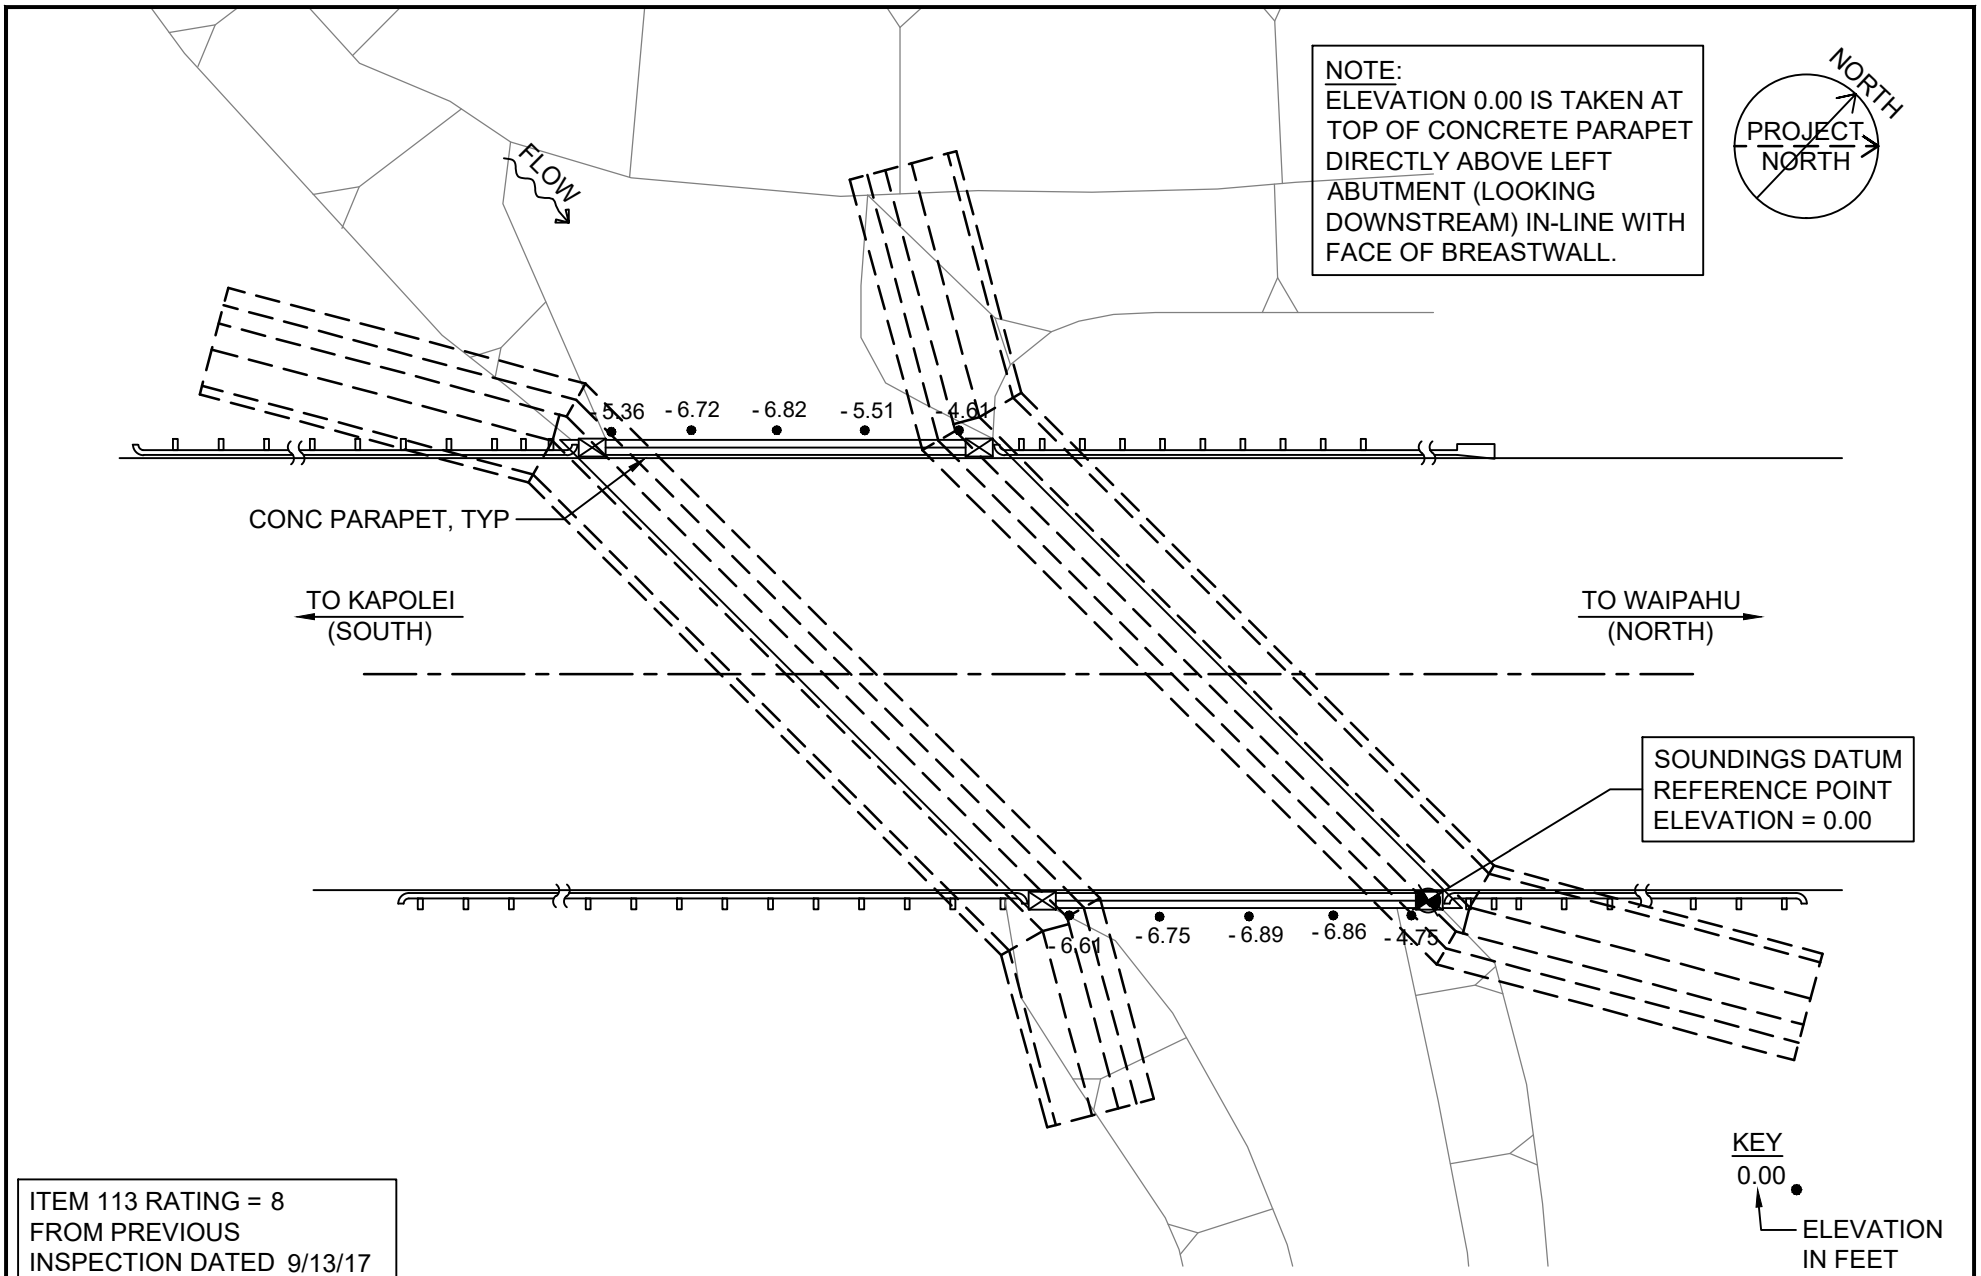 NOTE:
ELEVATION 0.00 IS TAKEN AT
TOP OF CONCRETE PARAPET
DIRECTLY ABOVE LEFT
ABUTMENT (LOOKING
DOWNSTREAM) IN-LINE WITH
FACE OF BREASTWALL.
NORTH
PROJECT
NORTH
FLOW
- 5.36
- 6.72
- 6.82
- 5.51
- 4.61
CONC PARAPET, TYP
TO KAPOLEI
(SOUTH)
TO WAIPAHU
(NORTH)
SOUNDINGS DATUM
REFERENCE POINT
ELEVATION = 0.00
- 6.61
- 6.75
- 6.89
- 6.86
- 4.75
KEY
0.00
ELEVATION
IN FEET
ITEM 113 RATING = 8
FROM PREVIOUS
INSPECTION DATED 9/13/17